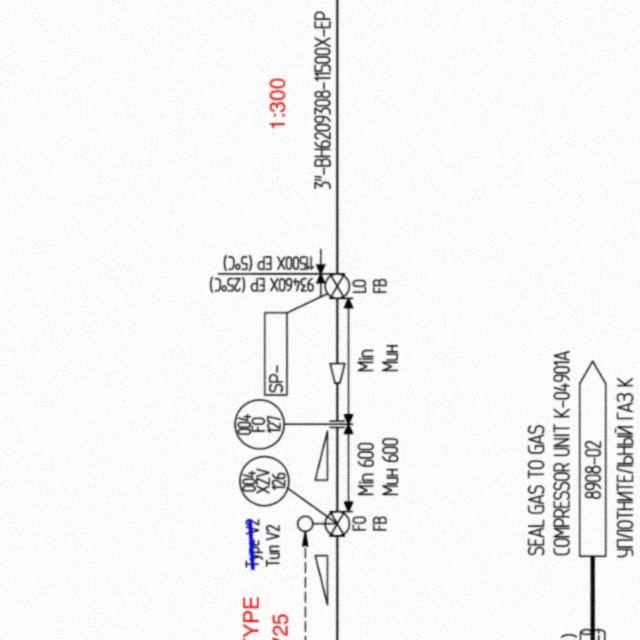 1:300
3"-BH6209308-11500X-EP
11500X EP (5°C)
93460X EP (25°C)
LO
FB
SP-
Min
Мин
004
FO
127
004
XZV
126
Min 600
Мин 600
Type V2
Тип V2
FO
FB
TYPE
V25
SEAL GAS TO GAS
COMPRESSOR UNIT K-04901A
8908-02
УПЛОТНИТЕЛЬНЫЙ ГАЗ К